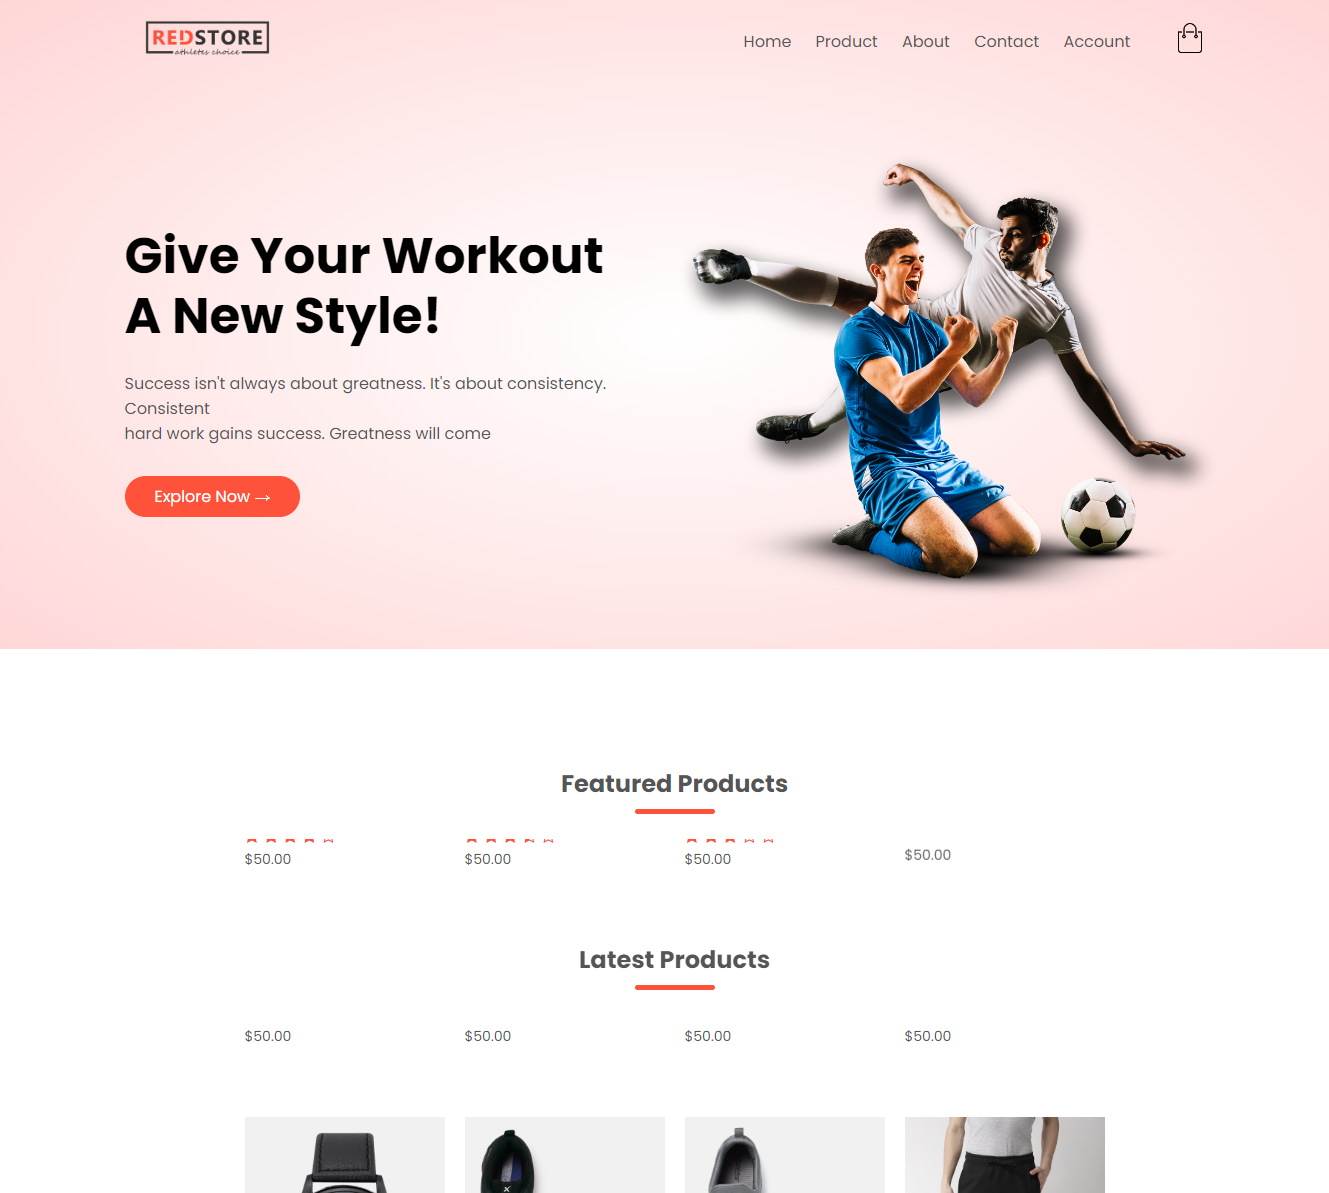 REDSTORE
athletes choice
Home Product About Contact Account
Give Your Workout
A New Style!
Success isn't always about greatness. It's about consistency.
Consistent
hard work gains success. Greatness will come
Explore Now →
Featured Products
$50.00 $50.00 $50.00 $50.00
Latest Products
$50.00 $50.00 $50.00 $50.00